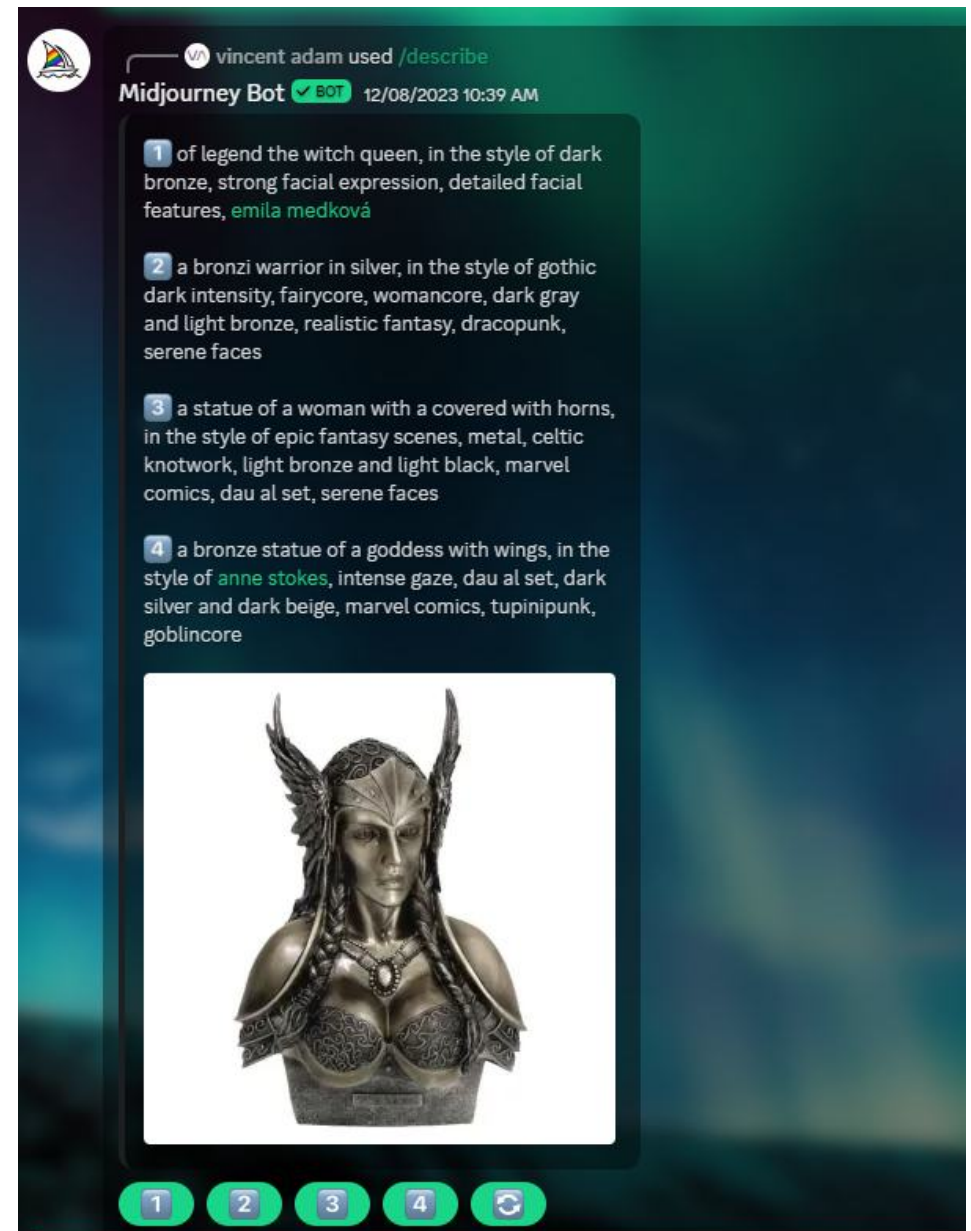 vincent adam used /describe
Midjourney Bot ✓ BOT 12/08/2023 10:39 AM
1 of legend the witch queen, in the style of dark
bronze, strong facial expression, detailed facial
features, emila medková
2 a bronzi warrior in silver, in the style of gothic
dark intensity, fairycore, womancore, dark gray
and light bronze, realistic fantasy, dracopunk,
serene faces
3 a statue of a woman with a covered with horns,
in the style of epic fantasy scenes, metal, celtic
knotwork, light bronze and light black, marvel
comics, dau al set, serene faces
4 a bronze statue of a goddess with wings, in the
style of anne stokes, intense gaze, dau al set, dark
silver and dark beige, marvel comics, tupinipunk,
goblincore
1 2 3 4